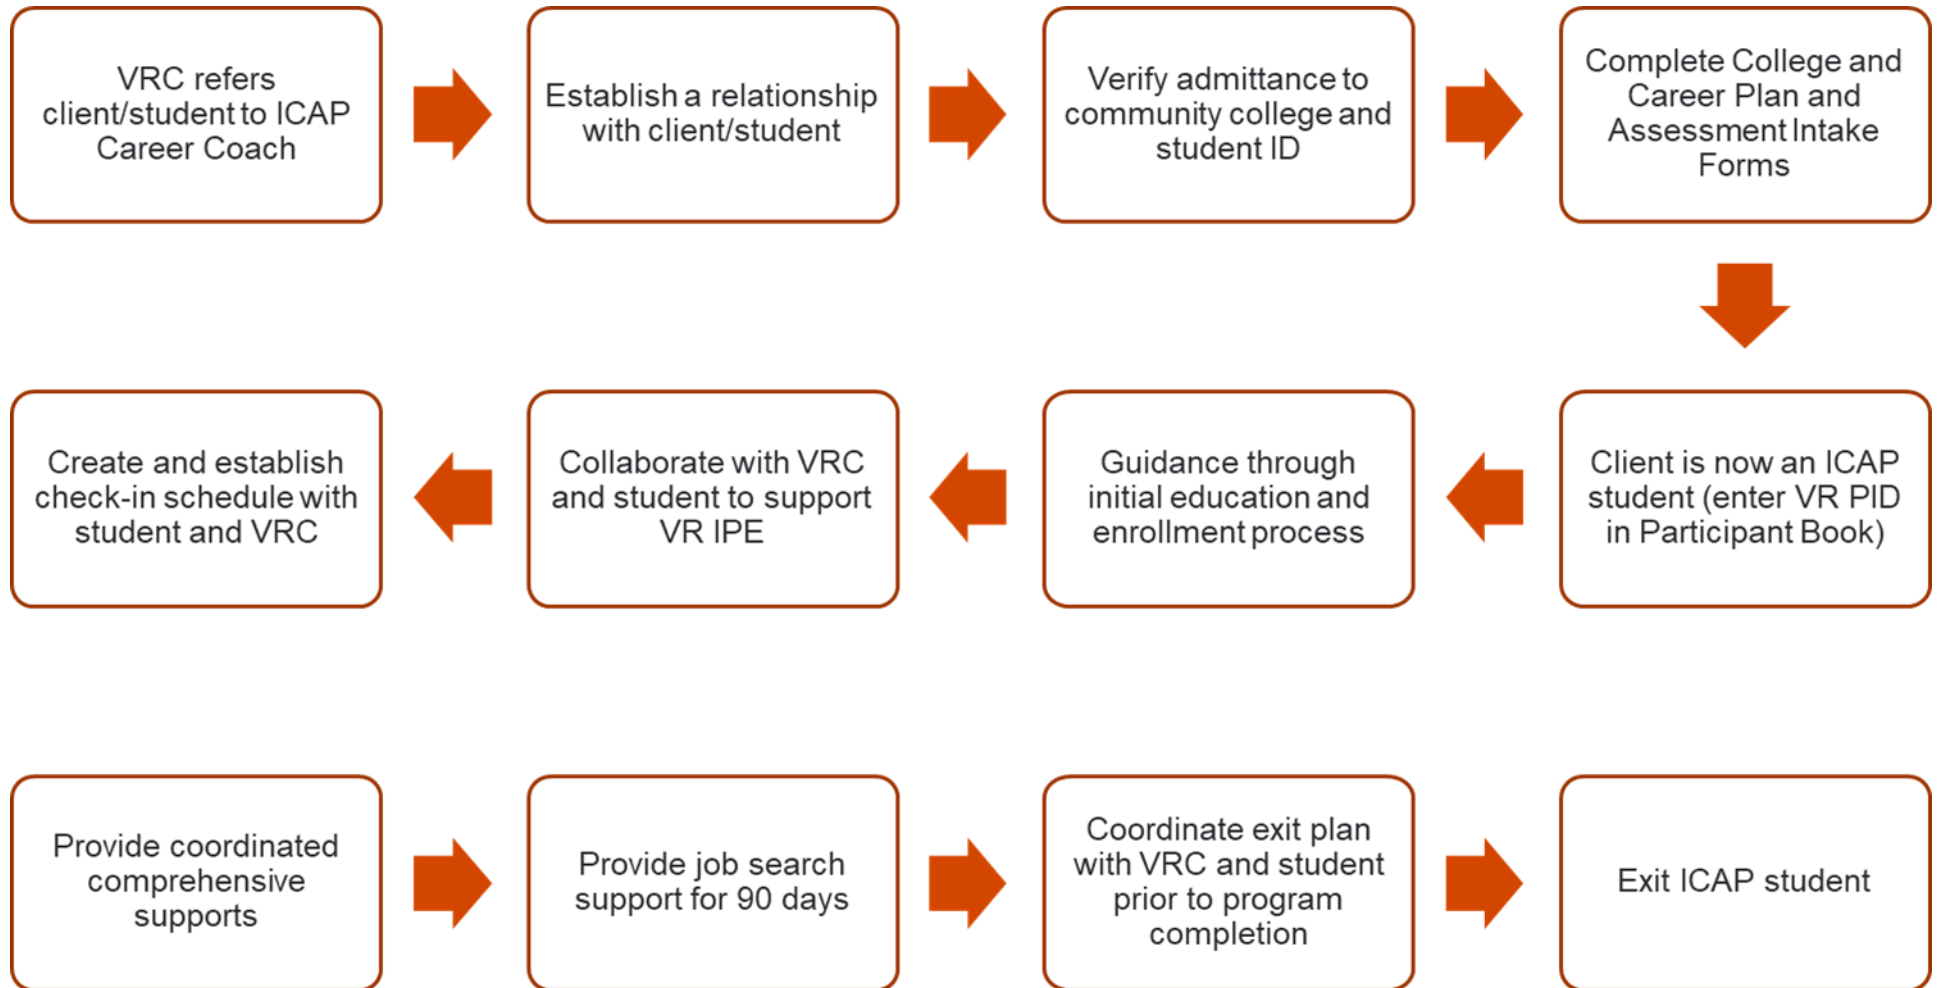 VRC refers
client/student to ICAP
Career Coach
Establish a relationship
with client/student
Verify admittance to
community college and
student ID
Complete College and
Career Plan and
Assessment Intake
Forms
Client is now an ICAP
student (enter VR PID
in Participant Book)
Guidance through
initial education and
enrollment process
Collaborate with VRC
and student to support
VR IPE
Create and establish
check-in schedule with
student and VRC
Provide coordinated
comprehensive
supports
Provide job search
support for 90 days
Coordinate exit plan
with VRC and student
prior to program
completion
Exit ICAP student